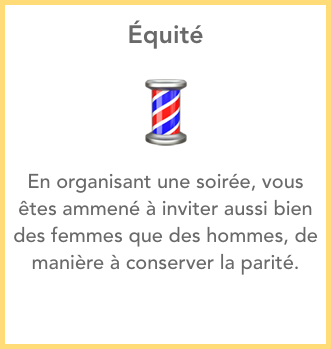 Équité
En organisant une soirée, vous
êtes ammené à inviter aussi bien
des femmes que des hommes, de
manière à conserver la parité.